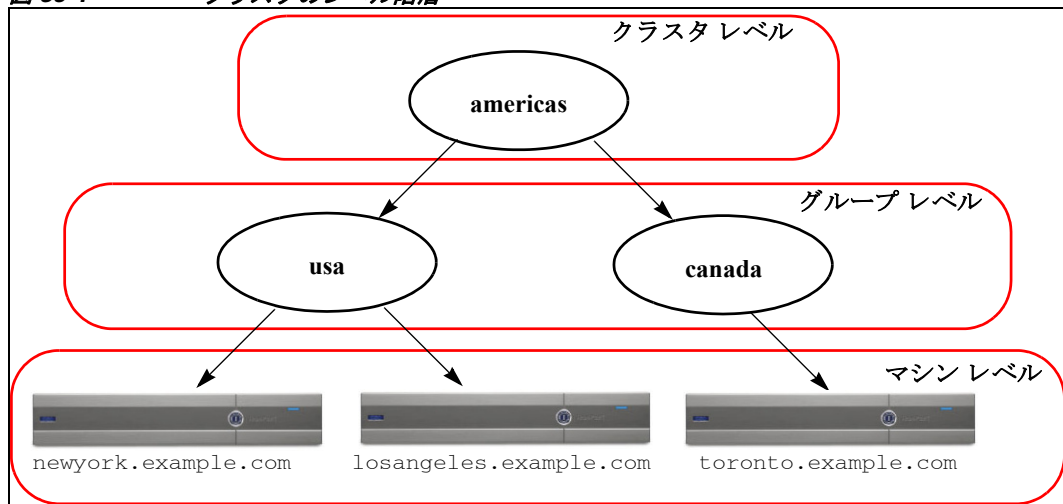 クラスタ レベル
americas
グループ レベル
usa
canada
マシン レベル
newyork.example.com
losangeles.example.com
toronto.example.com